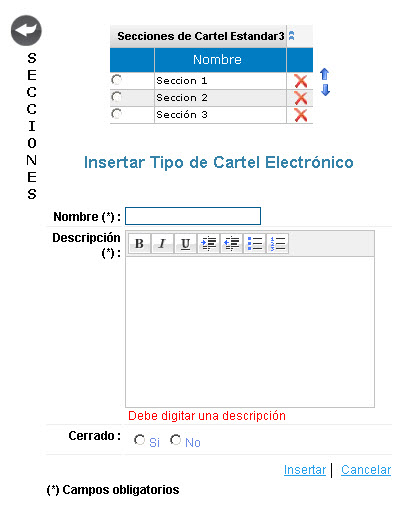 S
E
C
C
I
O
N
E
S
Secciones de Cartel Estandar3
Nombre
Seccion 1
Seccion 2
Sección 3
Insertar Tipo de Cartel Electrónico
Nombre (*) :
Descripción
(*) :
B I U
Debe digitar una descripción
Cerrado : Si No
Insertar | Cancelar
(*) Campos obligatorios